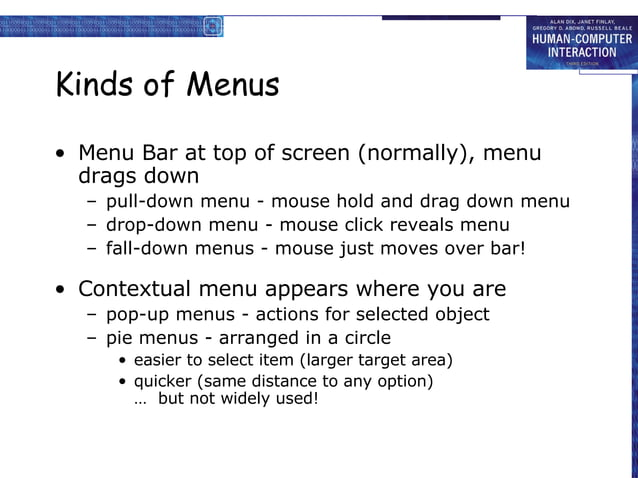 ALAN DIX, JANET FINLAY,
GREGORY D. ABOWD, RUSSELL BEALE
HUMAN-COMPUTER
INTERACTION
THIRD EDITION
Kinds of Menus
• Menu Bar at top of screen (normally), menu
drags down
– pull-down menu - mouse hold and drag down menu
– drop-down menu - mouse click reveals menu
– fall-down menus - mouse just moves over bar!
• Contextual menu appears where you are
– pop-up menus - actions for selected object
– pie menus - arranged in a circle
• easier to select item (larger target area)
• quicker (same distance to any option)
… but not widely used!